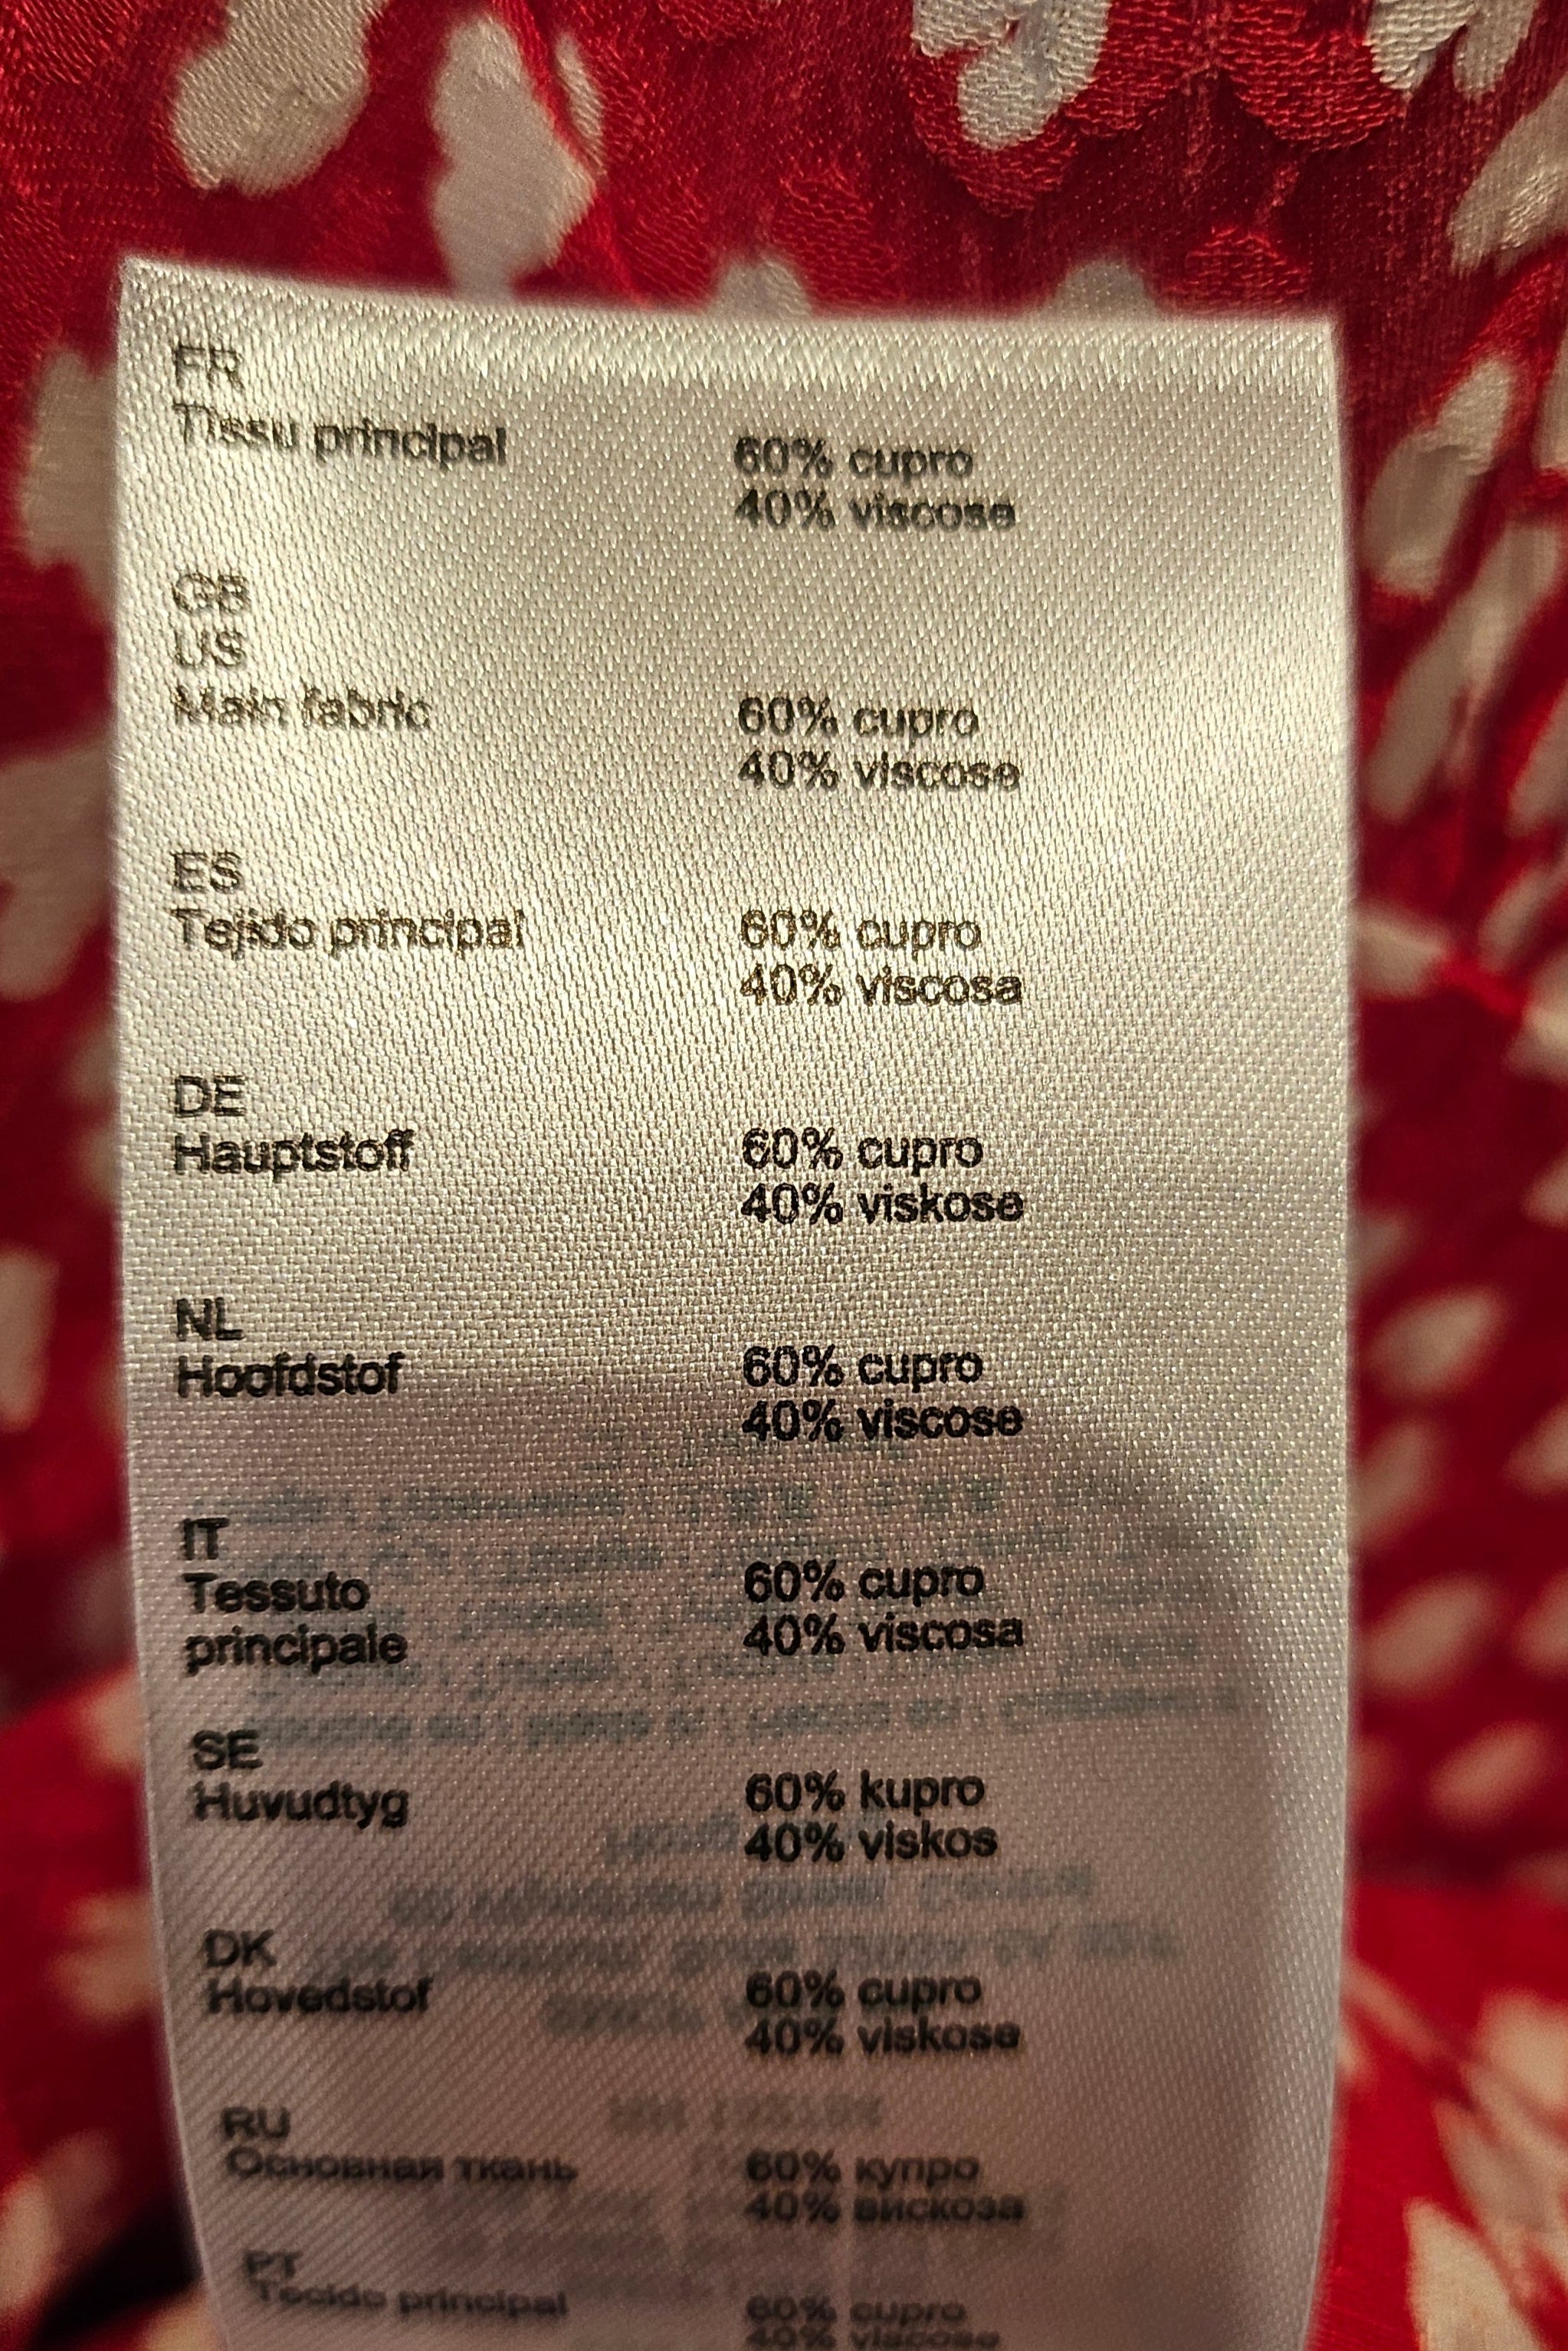 FR
Tissu principal 60% cupro
40% viscose
GB
US
Main fabric 60% cupro
40% viscose
ES
Tejido principal 60% cupro
40% viscosa
DE
Hauptstoff 60% cupro
40% viskose
NL
Hoofdstof 60% cupro
40% viscose
IT
Tessuto 60% cupro
principale 40% viscosa
SE
Huvudtyg 60% kupro
40% viskos
DK
Hovedstof 60% cupro
40% viskose
RU
Основная ткань 60% купро
40% вискоза
PT
Tecido principal 60% cupro
40% viscose